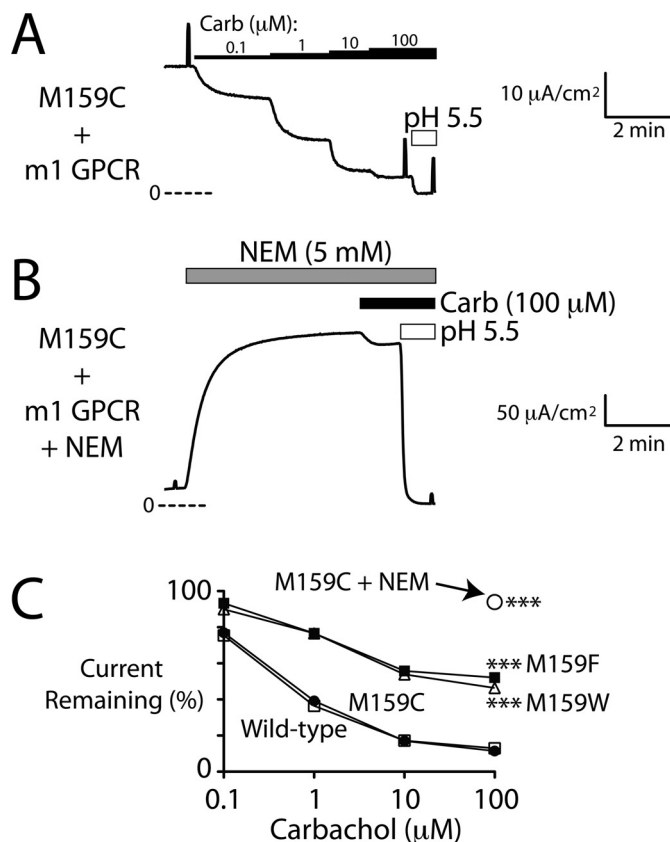 A
Carb (μM):
0.1 1 10 100
M159C
+
m1 GPCR
pH 5.5
0
10 μA/cm2
2 min
B
NEM (5 mM)
Carb (100 μM)
pH 5.5
M159C
+
m1 GPCR
+ NEM
0
50 μA/cm2
2 min
C
100
M159C + NEM
***
Current
Remaining (%)
*** M159F
*** M159W
M159C
Wild-type
0
0.1 1 10 100
Carbachol (μM)